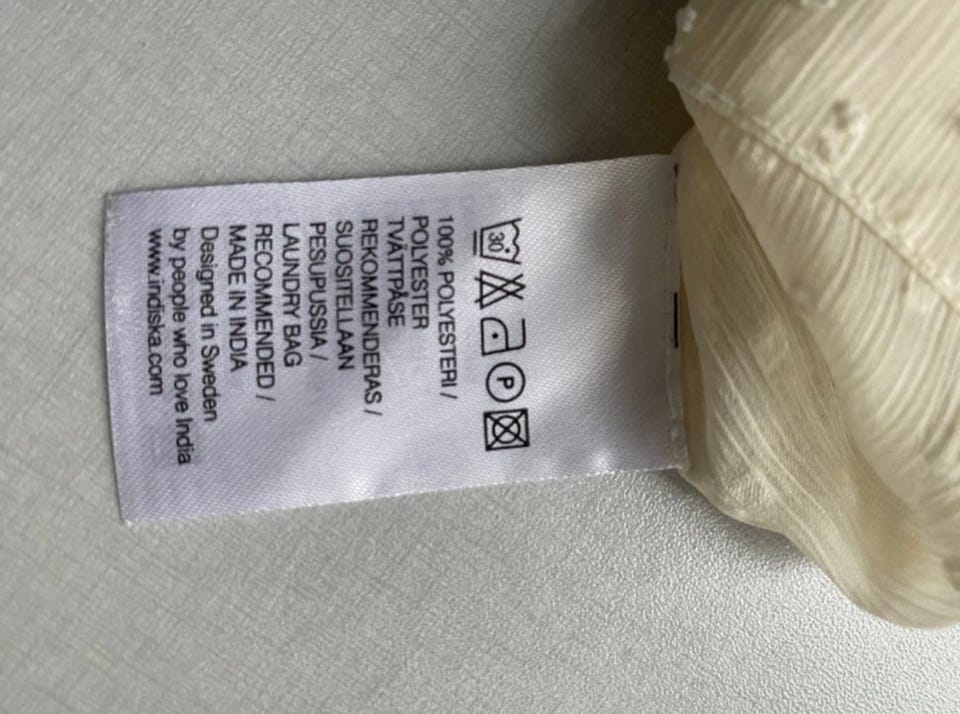 30
P
100% POLYESTERI /
POLYESTER
TVÄTTPÅSE
REKOMMENDERAS /
SUOSITELLAAN
PESUPUSSIA /
LAUNDRY BAG
RECOMMENDED /
MADE IN INDIA
Designed in Sweden
by people who love India
www.indiska.com